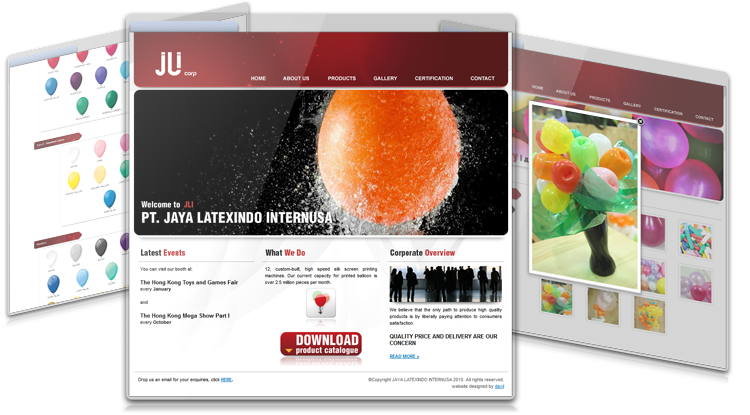 JLI corp
HOME ABOUT US PRODUCTS GALLERY CERTIFICATION CONTACT
Welcome to JLI
PT. JAYA LATEXINDO INTERNUSA
Latest Events
You can visit our booth at:
The Hong Kong Toys and Games Fair
every January
and
The Hong Kong Mega Show Part I
every October
What We Do
12, custom-built, high speed silk screen printing
machines. Our current capacity for printed balloon is
over 2.5 million pieces per month.
DOWNLOAD
product catalogue
Corporate Overview
We believe that the only path to produce high quality
products is by liberally paying attention to consumers
satisfaction.
QUALITY PRICE AND DELIVERY ARE OUR
CONCERN
READ MORE »
Drop us an email for your enquiries, click HERE.
©Copyright JAYA LATEXINDO INTERNUSA 2010. All rights reserved.
website designed by
HOME ABOUT US PRODUCTS GALLERY CERTIFICATION CONTACT